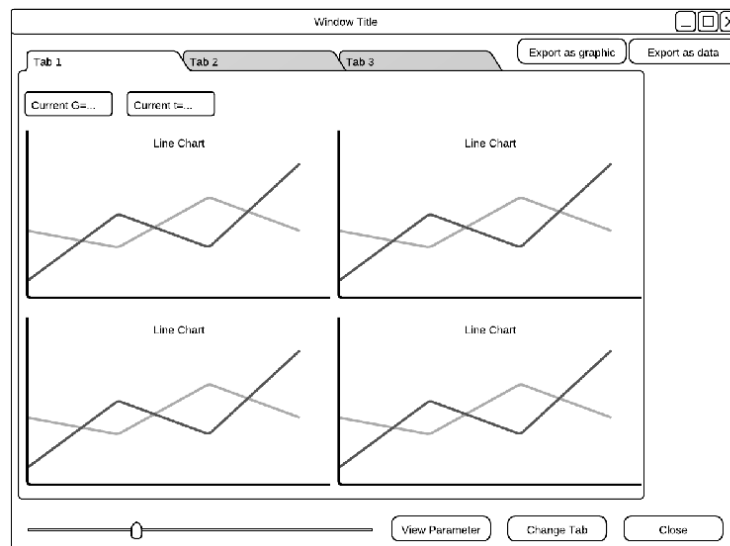 Window Title
Export as graphic
Export as data
Tab 1
Tab 2
Tab 3
Current G=...
Current t=...
Line Chart
Line Chart
Line Chart
Line Chart
View Parameter
Change Tab
Close